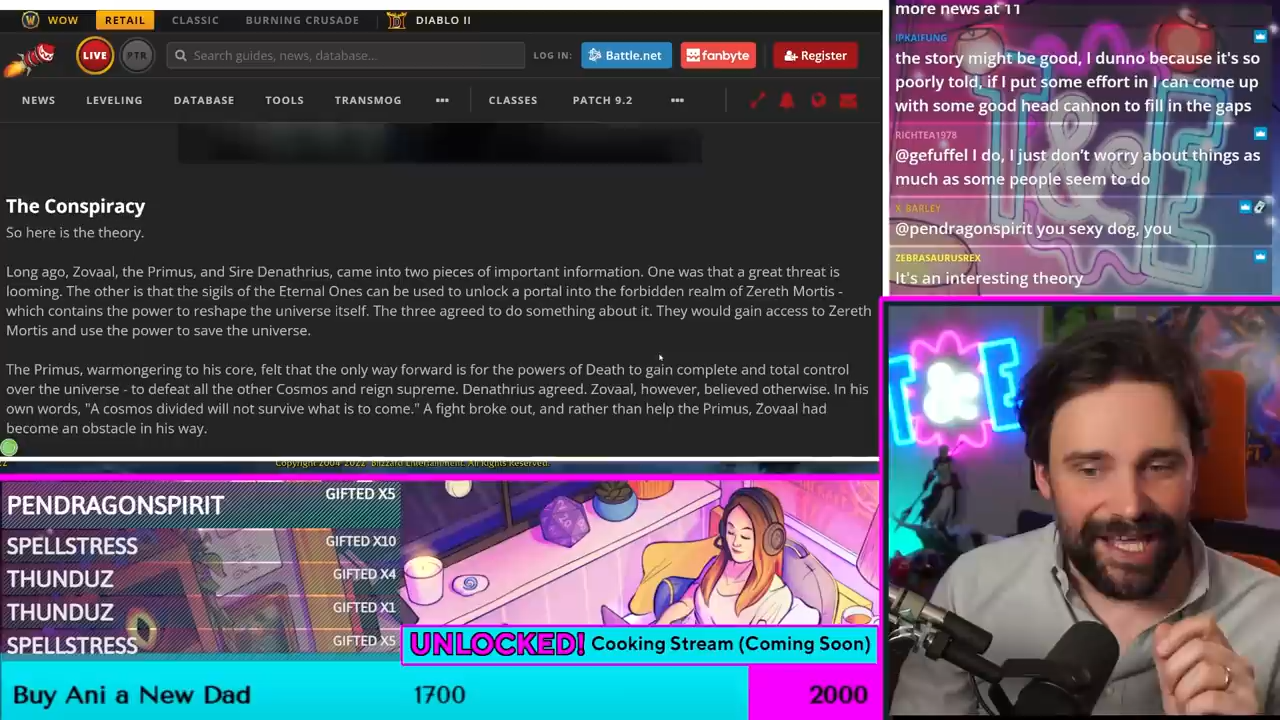 WOW RETAIL CLASSIC BURNING CRUSADE DIABLO II
LIVE PTR Search guides, news, database... LOG IN: Battle.net fanbyte Register
NEWS LEVELING DATABASE TOOLS TRANSMOG ••• CLASSES PATCH 9.2 •••
The Conspiracy
So here is the theory.
Long ago, Zovaal, the Primus, and Sire Denathrius, came into two pieces of important information. One was that a great threat is
looming. The other is that the sigils of the Eternal Ones can be used to unlock a portal into the forbidden realm of Zereth Mortis -
which contains the power to reshape the universe itself. The three agreed to do something about it. They would gain access to Zereth
Mortis and use the power to save the universe.
The Primus, warmongering to his core, felt that the only way forward is for the powers of Death to gain complete and total control
over the universe - to defeat all the other Cosmos and reign supreme. Denathrius agreed. Zovaal, however, believed otherwise. In his
own words, "A cosmos divided will not survive what is to come." A fight broke out, and rather than help the Primus, Zovaal had
become an obstacle in his way.
Copyright 2004-2022 Blizzard Entertainment. All Rights Reserved.
more news at 11
IPKAIFUNG
the story might be good, I dunno because it's so
poorly told, if I put some effort in I can come up
with some good head cannon to fill in the gaps
RICHTEA1978
@gefuffel I do, I just don't worry about things as
much as some people seem to do
X_BARLEY
@pendragonspirit you sexy dog, you
ZEBRASAURUSREX
It's an interesting theory
T&E
PENDRAGONSPIRIT GIFTED X5
SPELLSTRESS GIFTED X10
THUNDUZ GIFTED X4
THUNDUZ GIFTED X1
SPELLSTRESS GIFTED X5
UNLOCKED! Cooking Stream (Coming Soon)
Buy Ani a New Dad 1700 2000